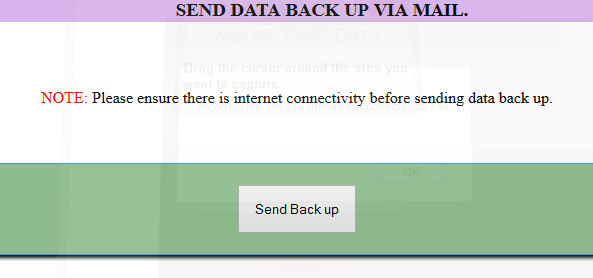 SEND DATA BACK UP VIA MAIL.
Merge PWP Data.
Drag the cursor around the area you
want to capture.
NOTE: Please ensure there is internet connectivity before sending data back up.
OK
Send Back up